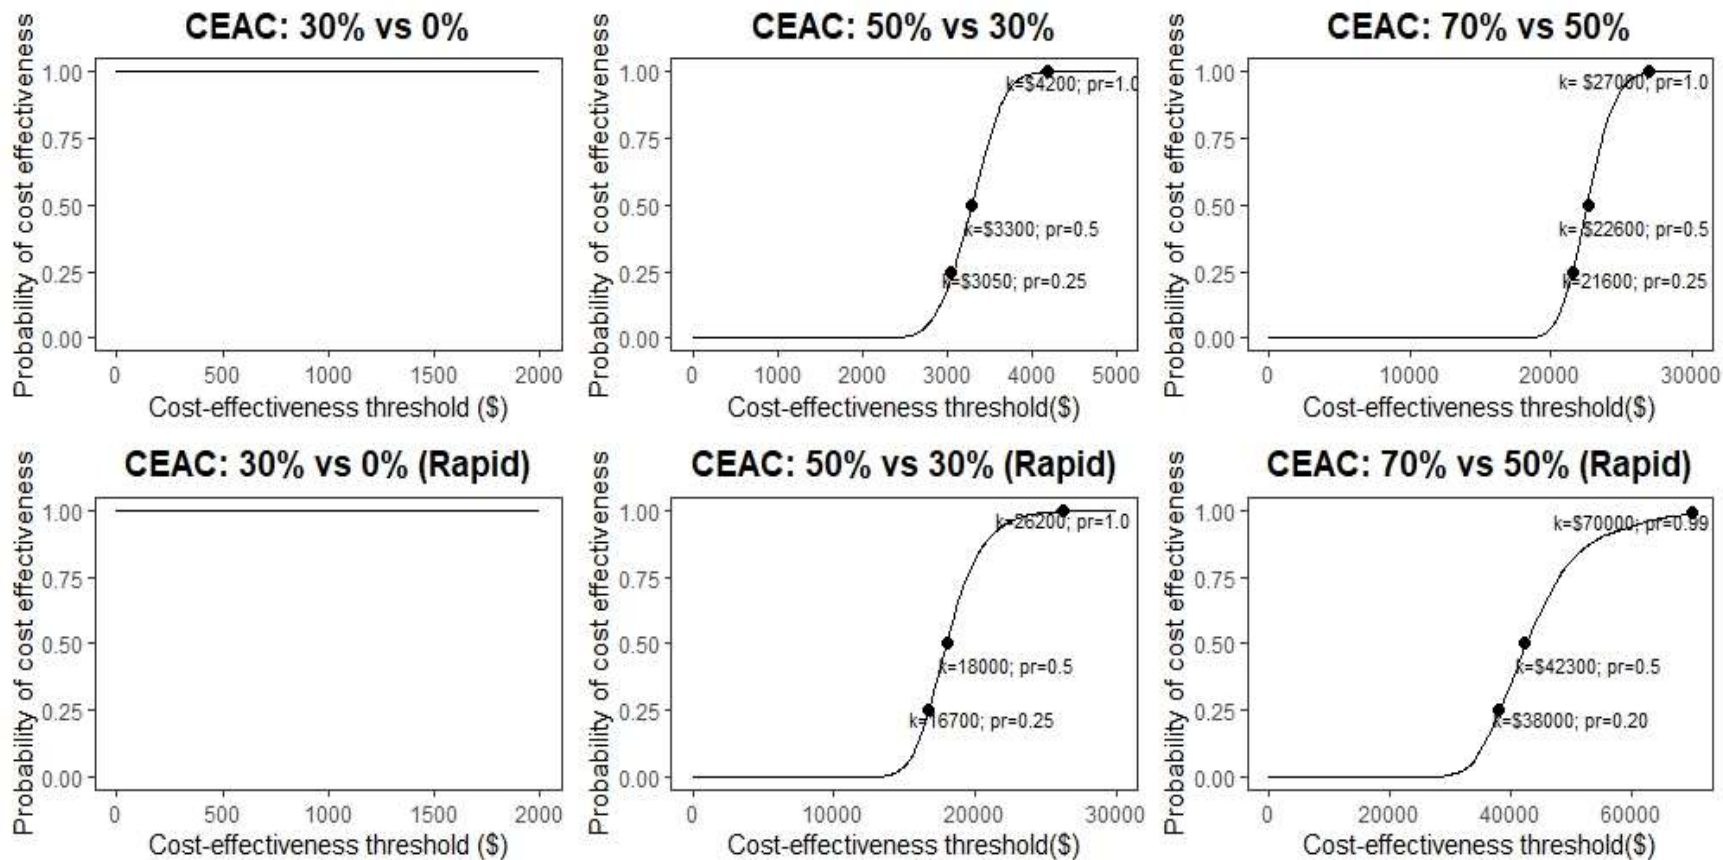 CEAC: 30% vs 0%
Probability of cost effectiveness
1.00
0.75
0.50
0.25
0.00
0 500 1000 1500 2000
Cost-effectiveness threshold ($)
CEAC: 50% vs 30%
Probability of cost effectiveness
1.00
0.75
0.50
0.25
0.00
k=$4200; pr=1.0
k=$3300; pr=0.5
k=$3050; pr=0.25
0 1000 2000 3000 4000 5000
Cost-effectiveness threshold($)
CEAC: 70% vs 50%
Probability of cost effectiveness
1.00
0.75
0.50
0.25
0.00
k= $27000; pr=1.0
k= $22600; pr=0.5
k=21600; pr=0.25
0 10000 20000 30000
Cost-effectiveness threshold($)
CEAC: 30% vs 0% (Rapid)
Probability of cost effectiveness
1.00
0.75
0.50
0.25
0.00
0 500 1000 1500 2000
Cost-effectiveness threshold ($)
CEAC: 50% vs 30% (Rapid)
Probability of cost effectiveness
1.00
0.75
0.50
0.25
0.00
k=26200; pr=1.0
k=18000; pr=0.5
k=16700; pr=0.25
0 10000 20000 30000
Cost-effectiveness threshold($)
CEAC: 70% vs 50% (Rapid)
Probability of cost effectiveness
1.00
0.75
0.50
0.25
0.00
k=$70000; pr=0.99
k=$42300; pr=0.5
k=$38000; pr=0.20
0 20000 40000 60000
Cost-effectiveness threshold($)